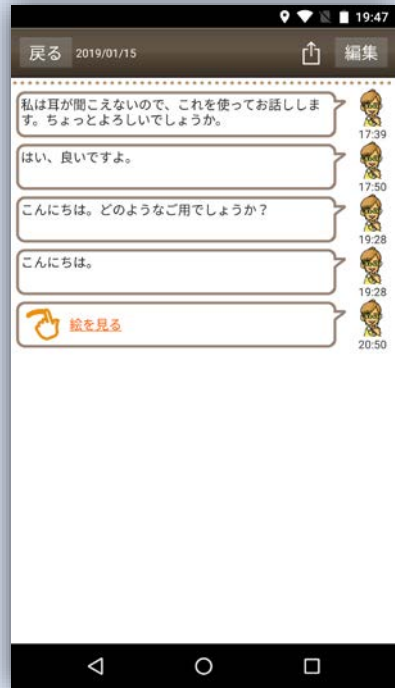 19:47
戻る 2019/01/15 編集
私は耳が聞こえないので、これを使ってお話ししま
す。ちょっとよろしいでしょうか。
17:39
はい、良いですよ。
17:50
こんにちは。どのようなご用でしょうか？
19:28
こんにちは。
19:28
絵を見る
20:50